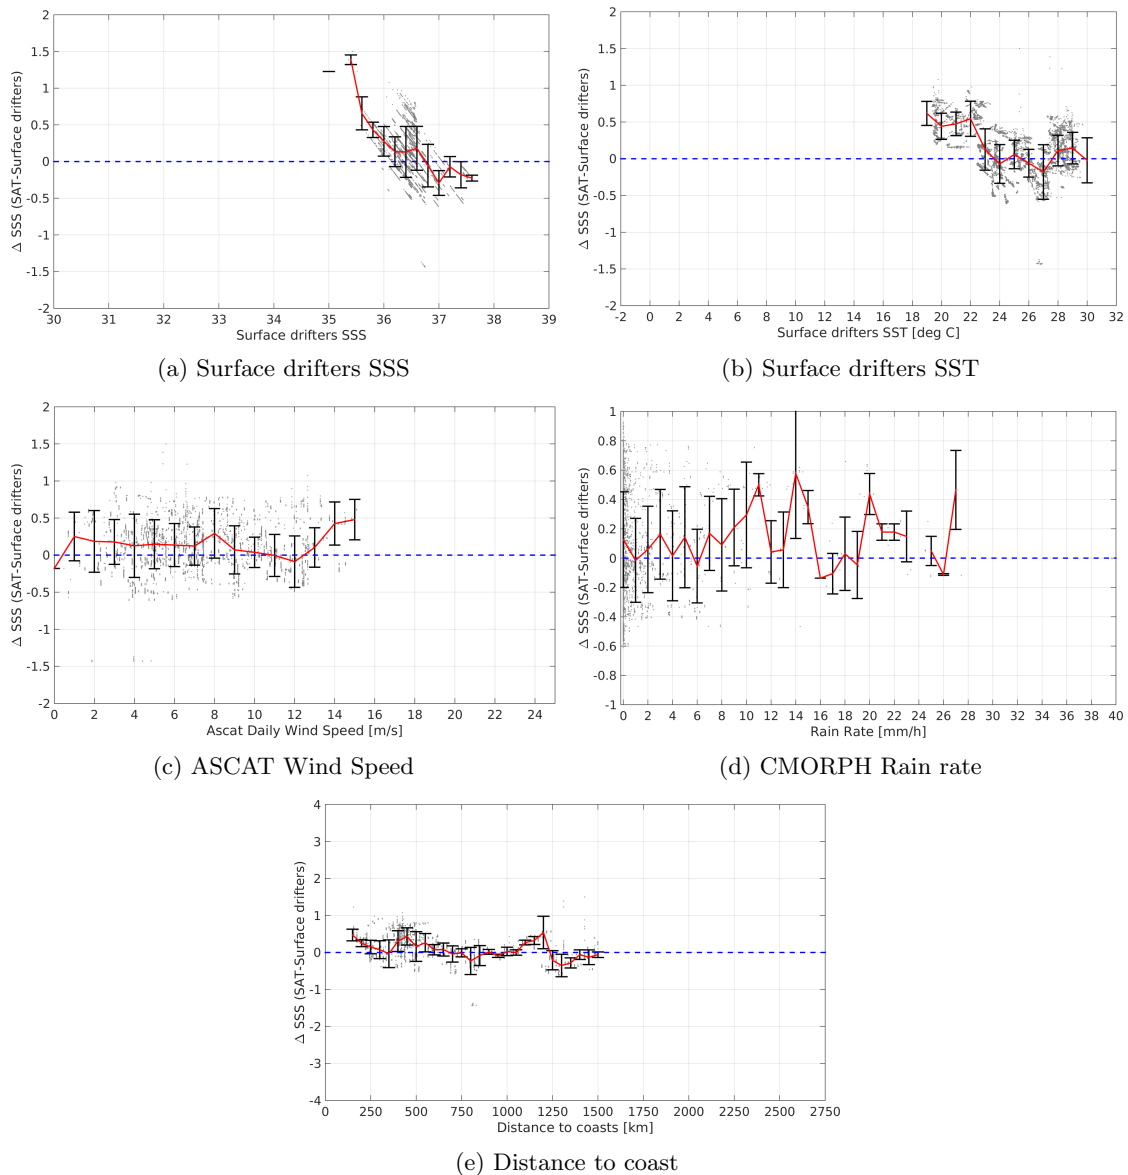 2
1.5
1
0.5
0
-0.5
-1
-1.5
-2
Δ SSS (SAT-Surface drifters)
30 31 32 33 34 35 36 37 38 39
Surface drifters SSS
(a) Surface drifters SSS
2
1.5
1
0.5
0
-0.5
-1
-1.5
-2
Δ SSS (SAT-Surface drifters)
-2 0 2 4 6 8 10 12 14 16 18 20 22 24 26 28 30 32
Surface drifters SST [deg C]
(b) Surface drifters SST
2
1.5
1
0.5
0
-0.5
-1
-1.5
-2
Δ SSS (SAT-Surface drifters)
0 2 4 6 8 10 12 14 16 18 20 22 24
Ascat Daily Wind Speed [m/s]
(c) ASCAT Wind Speed
1
0.8
0.6
0.4
0.2
0
-0.2
-0.4
-0.6
-0.8
-1
Δ SSS (SAT-Surface drifters)
0 2 4 6 8 10 12 14 16 18 20 22 24 26 28 30 32 34 36 38 40
Rain Rate [mm/h]
(d) CMORPH Rain rate
4
3
2
1
0
-1
-2
-3
-4
Δ SSS (SAT-Surface drifters)
0 250 500 750 1000 1250 1500 1750 2000 2250 2500 2750
Distance to coasts [km]
(e) Distance to coast